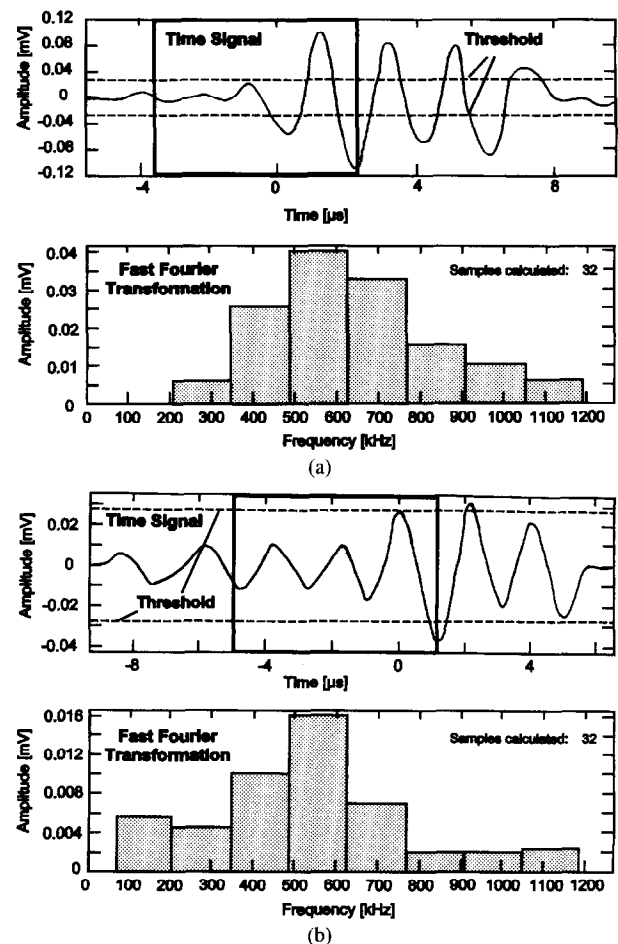 0.12
Time Signal
Threshold
0.08
0.04
0
-0.04
-0.08
0.12
Amplitude [mV]
-4
0
4
8
Time [µs]
0.04
Fast Fourier
Transformation
Samples calculated: 32
0.03
0.02
0.01
0
Amplitude [mV]
0 100 200 300 400 500 600 700 800 900 1000 1100 1200
Frequency [kHz]
(a)
0.02
Time Signal
0
Threshold
-0.02
-0.04
Amplitude [mV]
-8
-4
0
4
Time [µs]
0.016
Fast Fourier
Transformation
Samples calculated: 32
0.012
0.008
0.004
0
Amplitude [mV]
0 100 200 300 400 500 600 700 800 900 1000 1100 1200
Frequency [kHz]
(b)